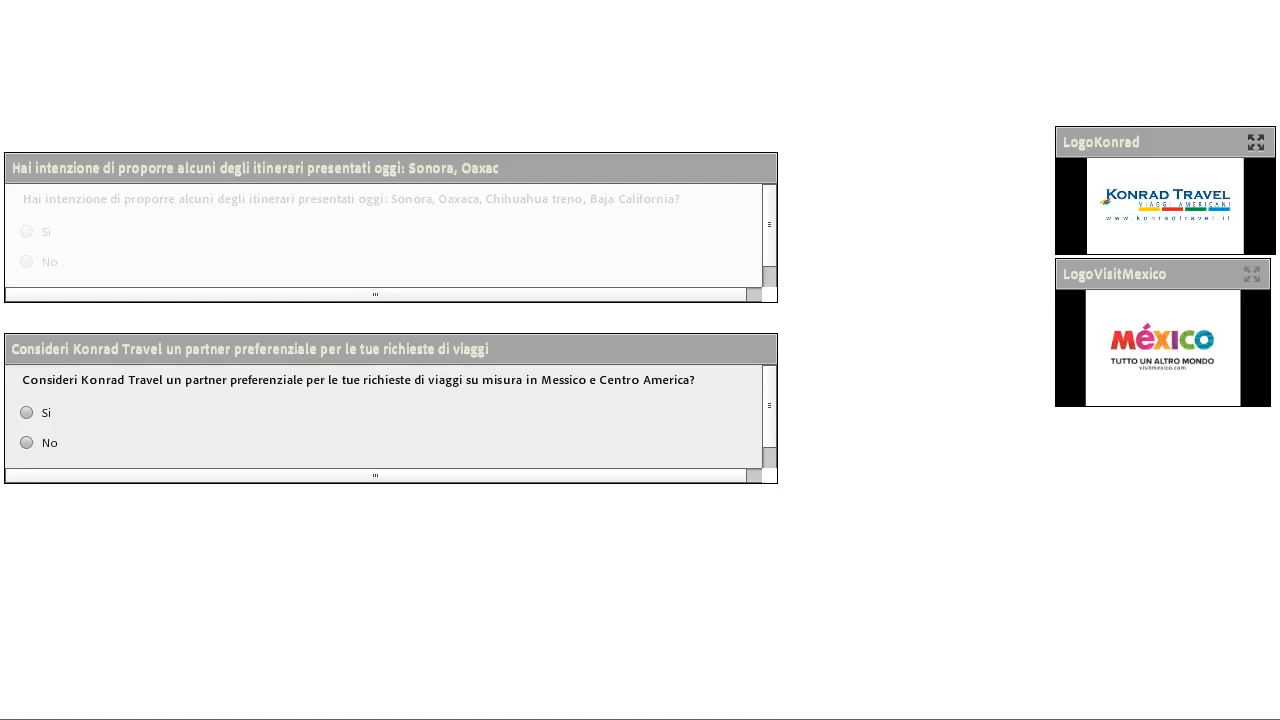 Hai intenzione di proporre alcuni degli itinerari presentati oggi: Sonora, Oaxac
Hai intenzione di proporre alcuni degli itinerari presentati oggi: Sonora, Oaxaca, Chihuahua treno, Baja California?
Si
No
Consideri Konrad Travel un partner preferenziale per le tue richieste di viaggi
Consideri Konrad Travel un partner preferenziale per le tue richieste di viaggi su misura in Messico e Centro America?
Si
No
LogoKonrad
KONRAD TRAVEL
VIAGGI AMERICANI
www.konradtravel.it
LogoVisitMexico
MéXICO
TUTTO UN ALTRO MONDO
visitmexico.com